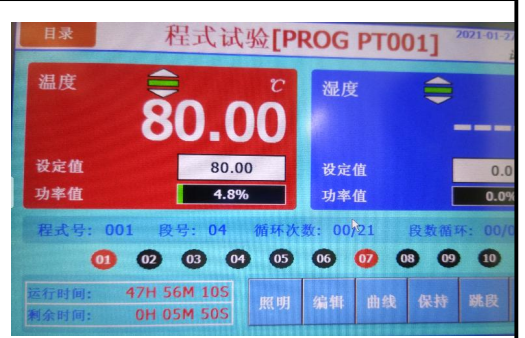 目录 程式试验[PROG PT001] 2021-01-2
温度 ℃ 湿度
80.00 ---
设定值 80.00 设定值 0.0
功率值 4.8% 功率值 0.0%
程式号: 001 段号: 04 循环次数: 00/21 段数循环: 00/0
01 02 03 04 05 06 07 08 09 10
运行时间: 47H 56M 10S
剩余时间: 0H 05M 50S
照明 编辑 曲线 保持 跳段